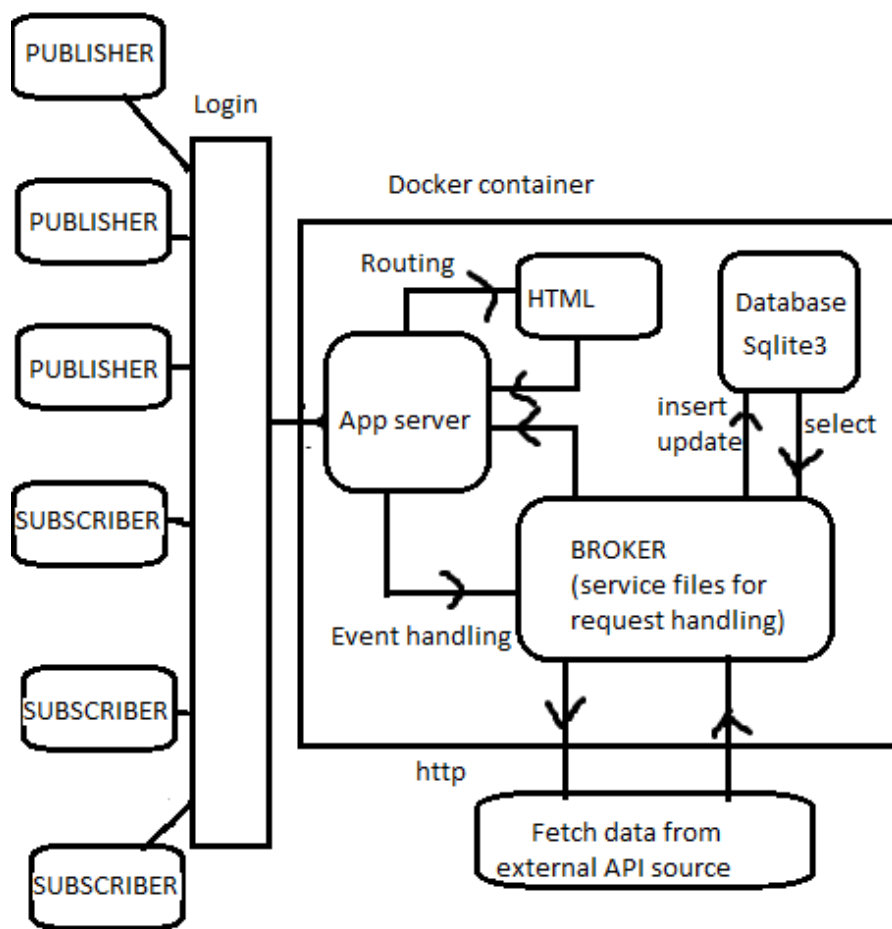 PUBLISHER
Login
PUBLISHER
Docker container
Routing
HTML
Database
Sqlite3
PUBLISHER
App server
insert
update
select
SUBSCRIBER
BROKER
(service files for
request handling)
Event handling
SUBSCRIBER
http
Fetch data from
external API source
SUBSCRIBER